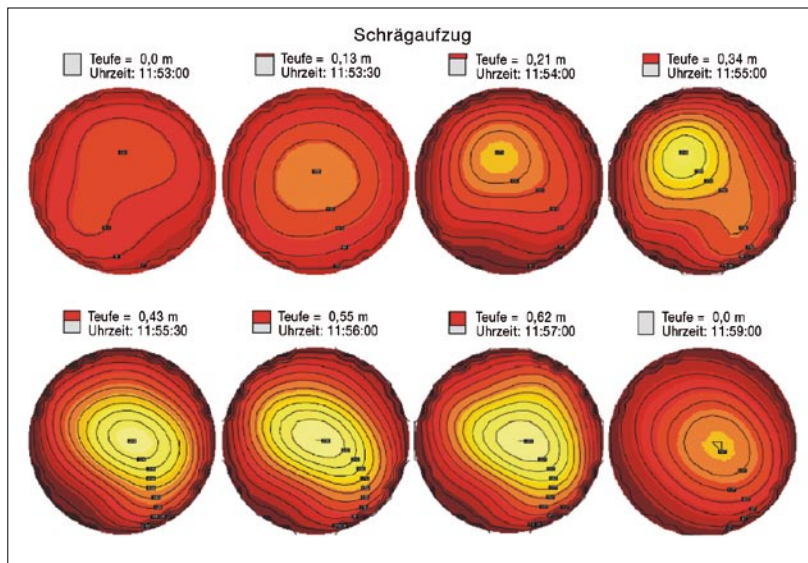 Schrägaufzug
Teufe = 0,0 m
Uhrzeit: 11:53:00
Teufe = 0,13 m
Uhrzeit: 11:53:30
Teufe = 0,21 m
Uhrzeit: 11:54:00
Teufe = 0,34 m
Uhrzeit: 11:55:00
Teufe = 0,43 m
Uhrzeit: 11:55:30
Teufe = 0,55 m
Uhrzeit: 11:56:00
Teufe = 0,62 m
Uhrzeit: 11:57:00
Teufe = 0,0 m
Uhrzeit: 11:59:00